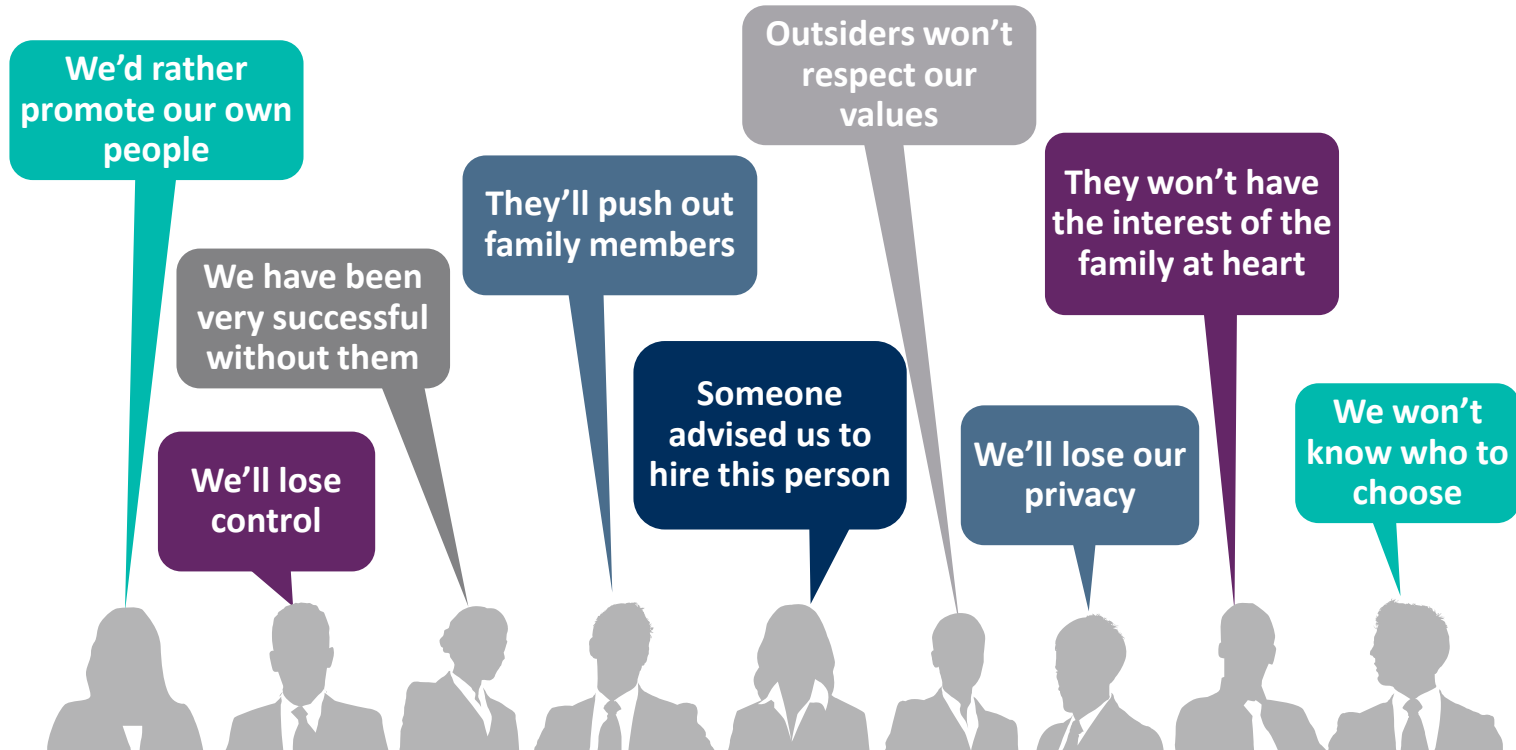 We’d rather
promote our own
people
We’ll lose
control
We have been
very successful
without them
They’ll push out
family members
Someone
advised us to
hire this person
Outsiders won’t
respect our
values
We’ll lose our
privacy
They won’t have
the interest of the
family at heart
We won’t
know who to
choose